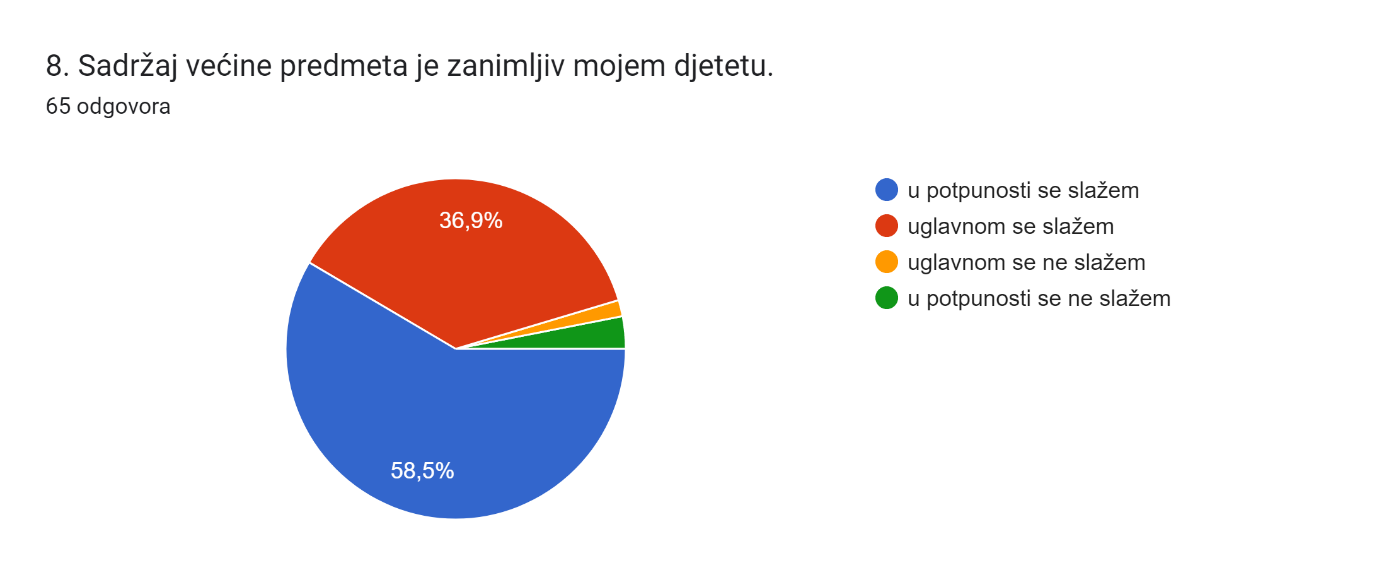 8. Sadržaj većine predmeta je zanimljiv mojem djetetu.
65 odgovora
36,9%
58,5%
u potpunosti se slažem
uglavnom se slažem
uglavnom se ne slažem
u potpunosti se ne slažem